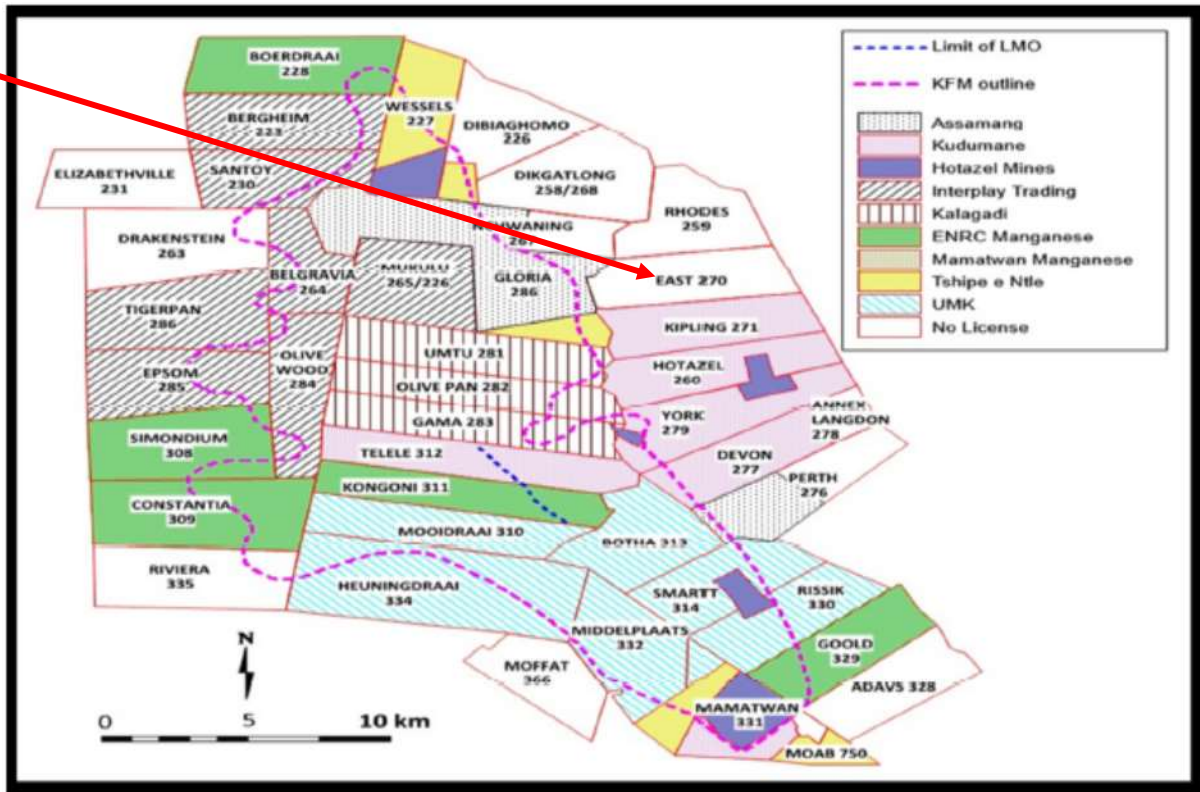 BOERDRAAI
228
WESSELS
227
BERGHEIM
223
DIBIAGHOMO
226
ELIZABETHVILLE
231
SANTOY
230
DIKGATLONG
258/268
RHODES
259
DRAKENSTEIN
263
267
BELGRAVIA
264
265/226
GLORIA
286
EAST 270
TIGERPAN
286
KIPLING 271
UMTU 281
HOTAZEL
260
EPSOM
285
OLIVE
WOOD
284
OLIVE PAN 282
GAMA 283
YORK
279
ANNEX
LANGDON
278
SIMONDIUM
308
TELELE 312
DEVON
277
PERTH
276
KONGONI 311
CONSTANTIA
309
MOOIDRAAI 310
BOTHA 313
RIVIERA
335
HEUNINGDRAAI
334
SMARTT
314
RISSIK
330
MIDDELPLAATS
332
GOOLD
329
MOFFAT
366
ADAVS 328
MAMATWAN
331
MOAB 750
N
0 5 10 km
Limit of LMO
KFM outline
Assamang
Kudumane
Hotazel Mines
Interplay Trading
Kalagadi
ENRC Manganese
Mamatwan Manganese
Tshipe e Ntle
UMK
No License